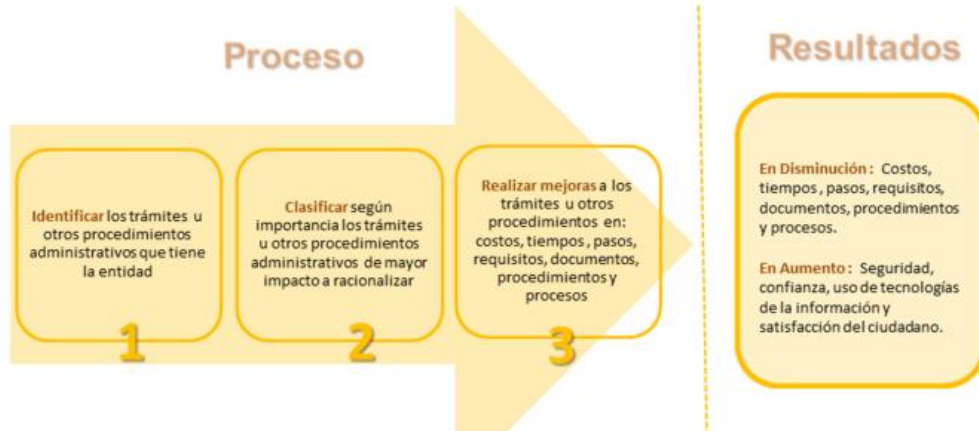 Proceso
Identificar los trámites u
otros procedimientos
administrativos que tiene
la entidad
1
Clasificar según
importancia los trámites
u otros procedimientos
administrativos de mayor
impacto a racionalizar
2
Realizar mejoras a los
trámites u otros
procedimientos en:
costos, tiempos , pasos,
requisitos, documentos,
procedimientos y
procesos
3
Resultados
En Disminución : Costos,
tiempos , pasos, requisitos,
documentos, procedimientos
y procesos.
En Aumento : Seguridad,
confianza, uso de tecnologías
de la información y
satisfacción del ciudadano.